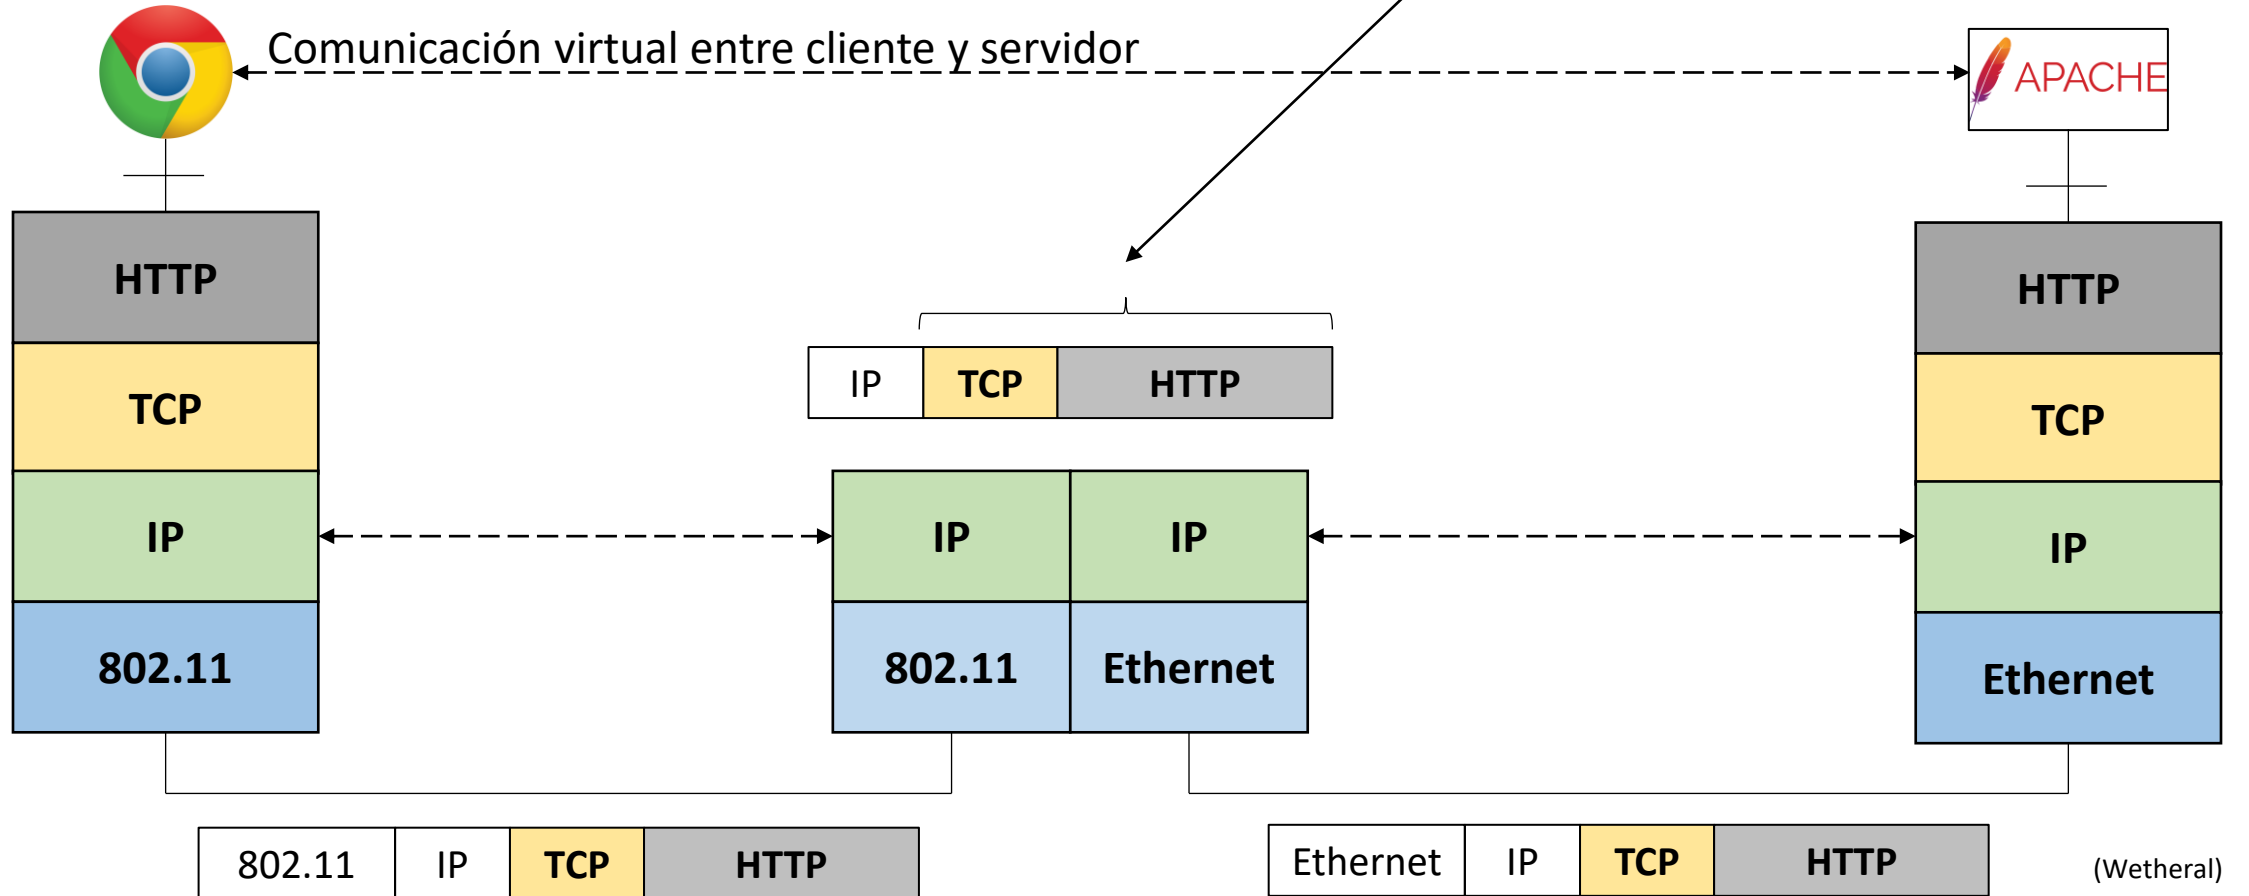 Comunicación virtual entre cliente y servidor
APACHE
HTTP
TCP
IP
802.11
IP TCP HTTP
IP IP
802.11 Ethernet
HTTP
TCP
IP
Ethernet
802.11 IP TCP HTTP
Ethernet IP TCP HTTP
(Wetheral)